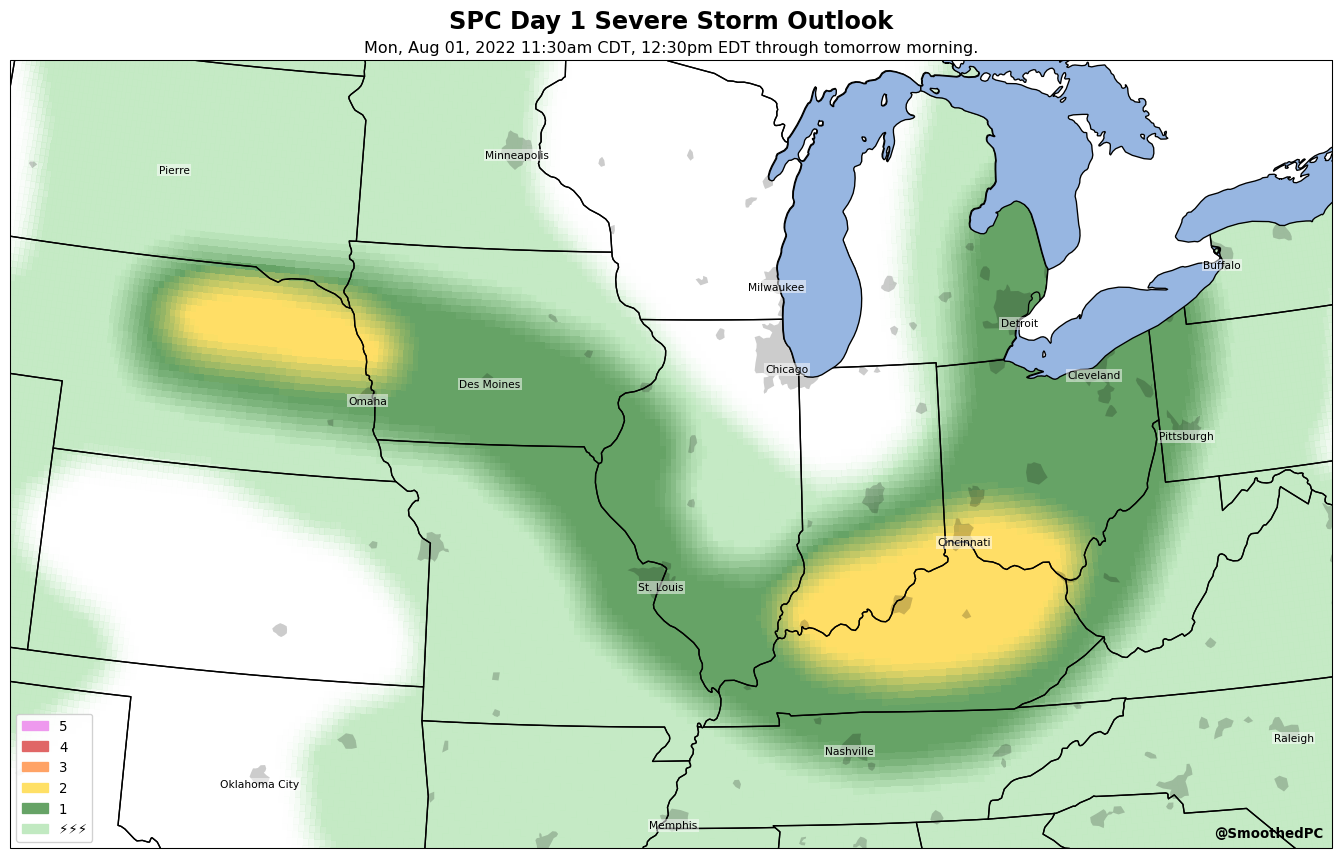 SPC Day 1 Severe Storm Outlook
Mon, Aug 01, 2022 11:30am CDT, 12:30pm EDT through tomorrow morning.
Minneapolis
Pierre
Buffalo
Milwaukee
Detroit
Chicago
Cleveland
Des Moines
Omaha
Pittsburgh
Cincinnati
St. Louis
5
Raleigh
4
Nashville
3
Oklahoma City
2
1
Memphis
⚡⚡⚡
@SmoothedPC